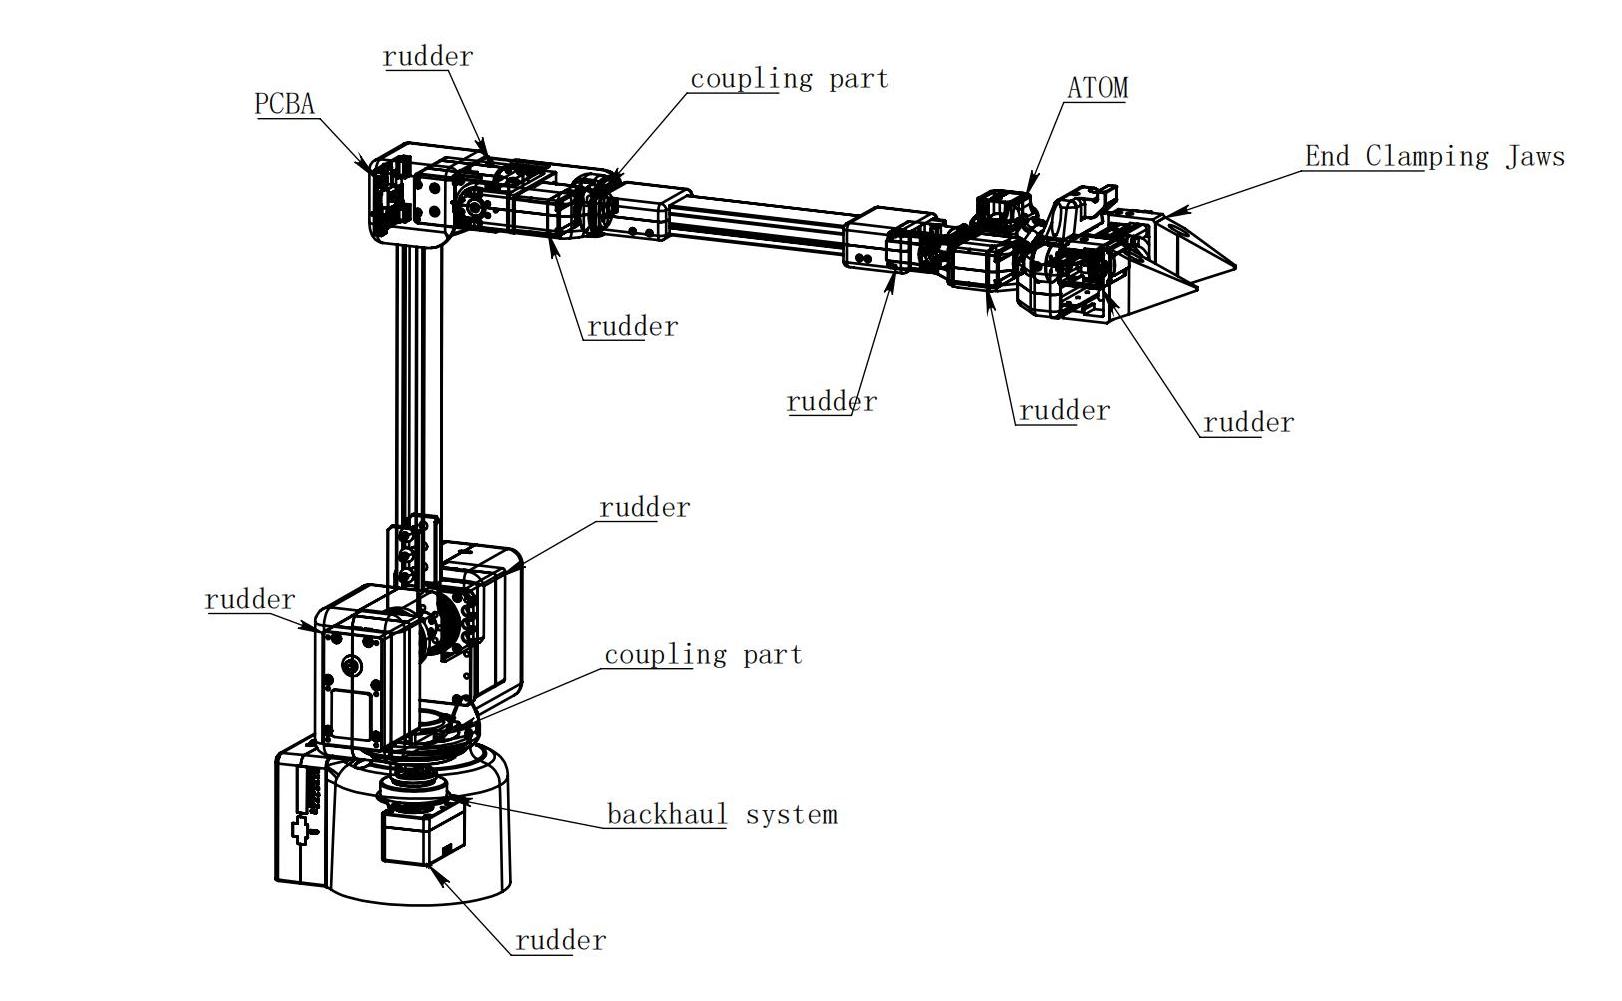 rudder
coupling part
ATOM
PCBA
End Clamping Jaws
rudder
rudder
rudder
rudder
rudder
rudder
coupling part
backhaul system
rudder